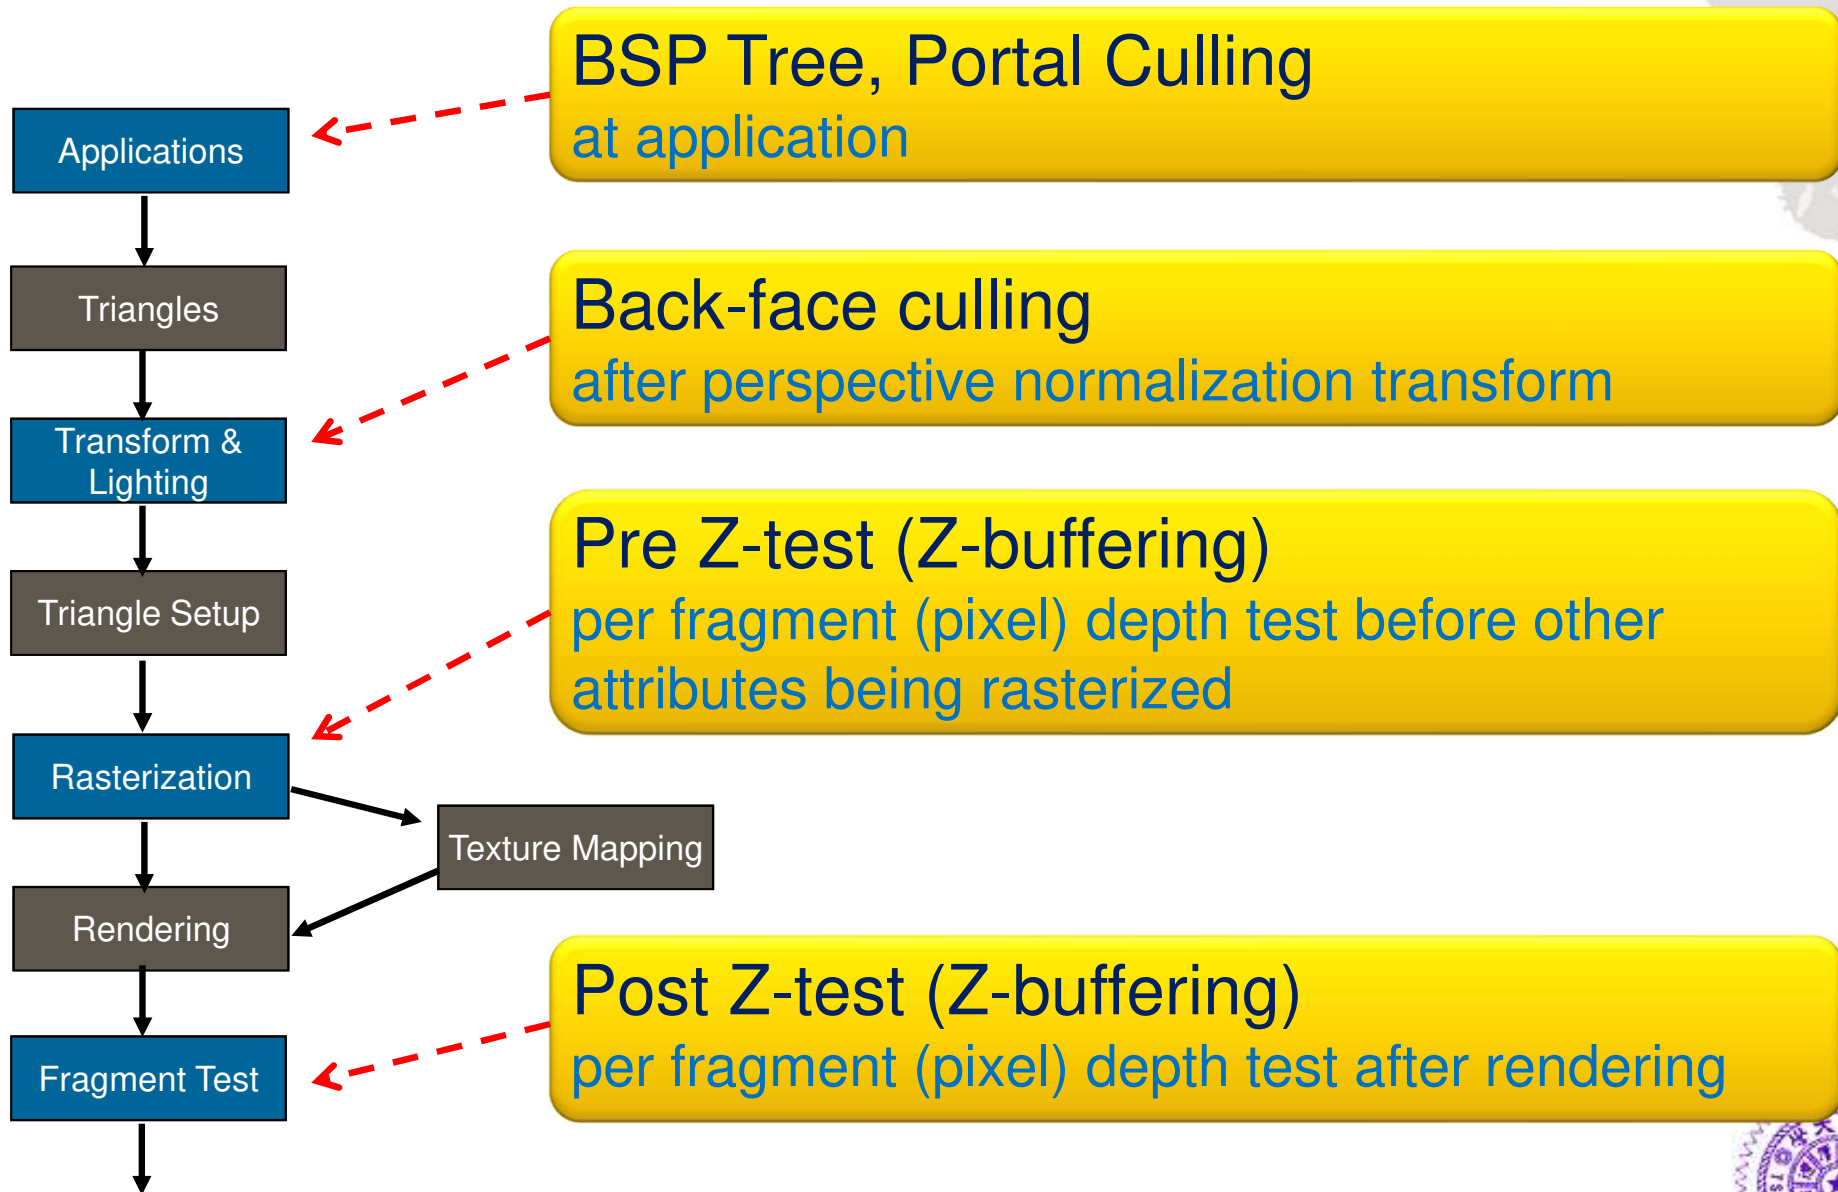 BSP Tree, Portal Culling
at application
Applications
Triangles
Back-face culling
after perspective normalization transform
Transform &
Lighting
Pre Z-test (Z-buffering)
per fragment (pixel) depth test before other
attributes being rasterized
Triangle Setup
Rasterization
Texture Mapping
Rendering
Post Z-test (Z-buffering)
per fragment (pixel) depth test after rendering
Fragment Test